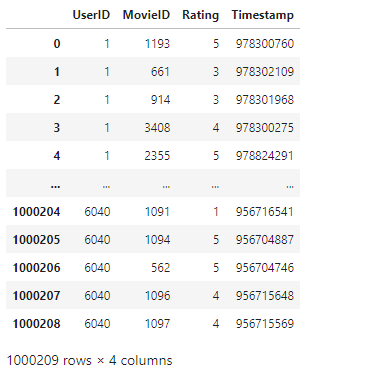 UserID MovieID Rating Timestamp
0 1 1193 5 978300760
1 1 661 3 978302109
2 1 914 3 978301968
3 1 3408 4 978300275
4 1 2355 5 978824291
... ... ... ... ...
1000204 6040 1091 1 956716541
1000205 6040 1094 5 956704887
1000206 6040 562 5 956704746
1000207 6040 1096 4 956715648
1000208 6040 1097 4 956715569
1000209 rows × 4 columns